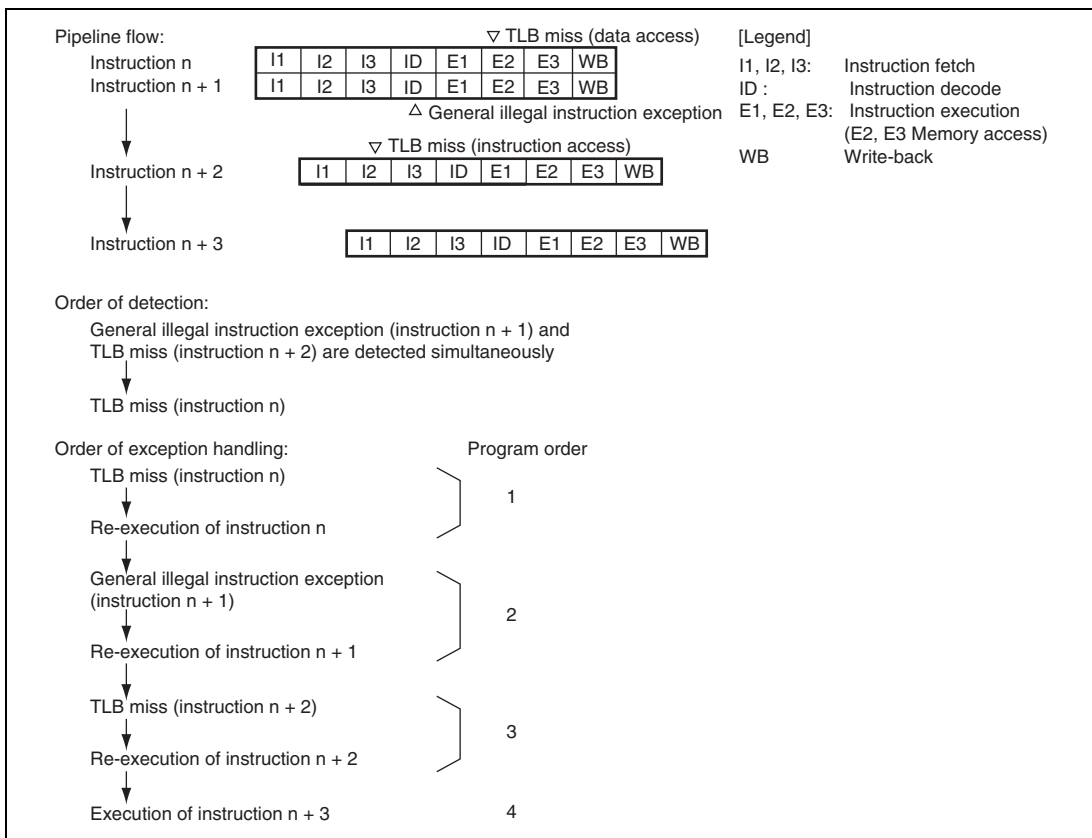 Pipeline flow:
▽ TLB miss (data access)
Instruction n
I1 I2 I3 ID E1 E2 E3 WB
Instruction n + 1
I1 I2 I3 ID E1 E2 E3 WB
△ General illegal instruction exception
▽ TLB miss (instruction access)
Instruction n + 2
I1 I2 I3 ID E1 E2 E3 WB
Instruction n + 3
I1 I2 I3 ID E1 E2 E3 WB
[Legend]
I1, I2, I3: Instruction fetch
ID : Instruction decode
E1, E2, E3: Instruction execution
(E2, E3 Memory access)
WB Write-back
Order of detection:
General illegal instruction exception (instruction n + 1) and
TLB miss (instruction n + 2) are detected simultaneously
TLB miss (instruction n)
Order of exception handling:
Program order
TLB miss (instruction n)
1
Re-execution of instruction n
General illegal instruction exception
(instruction n + 1)
2
Re-execution of instruction n + 1
TLB miss (instruction n + 2)
3
Re-execution of instruction n + 2
Execution of instruction n + 3
4